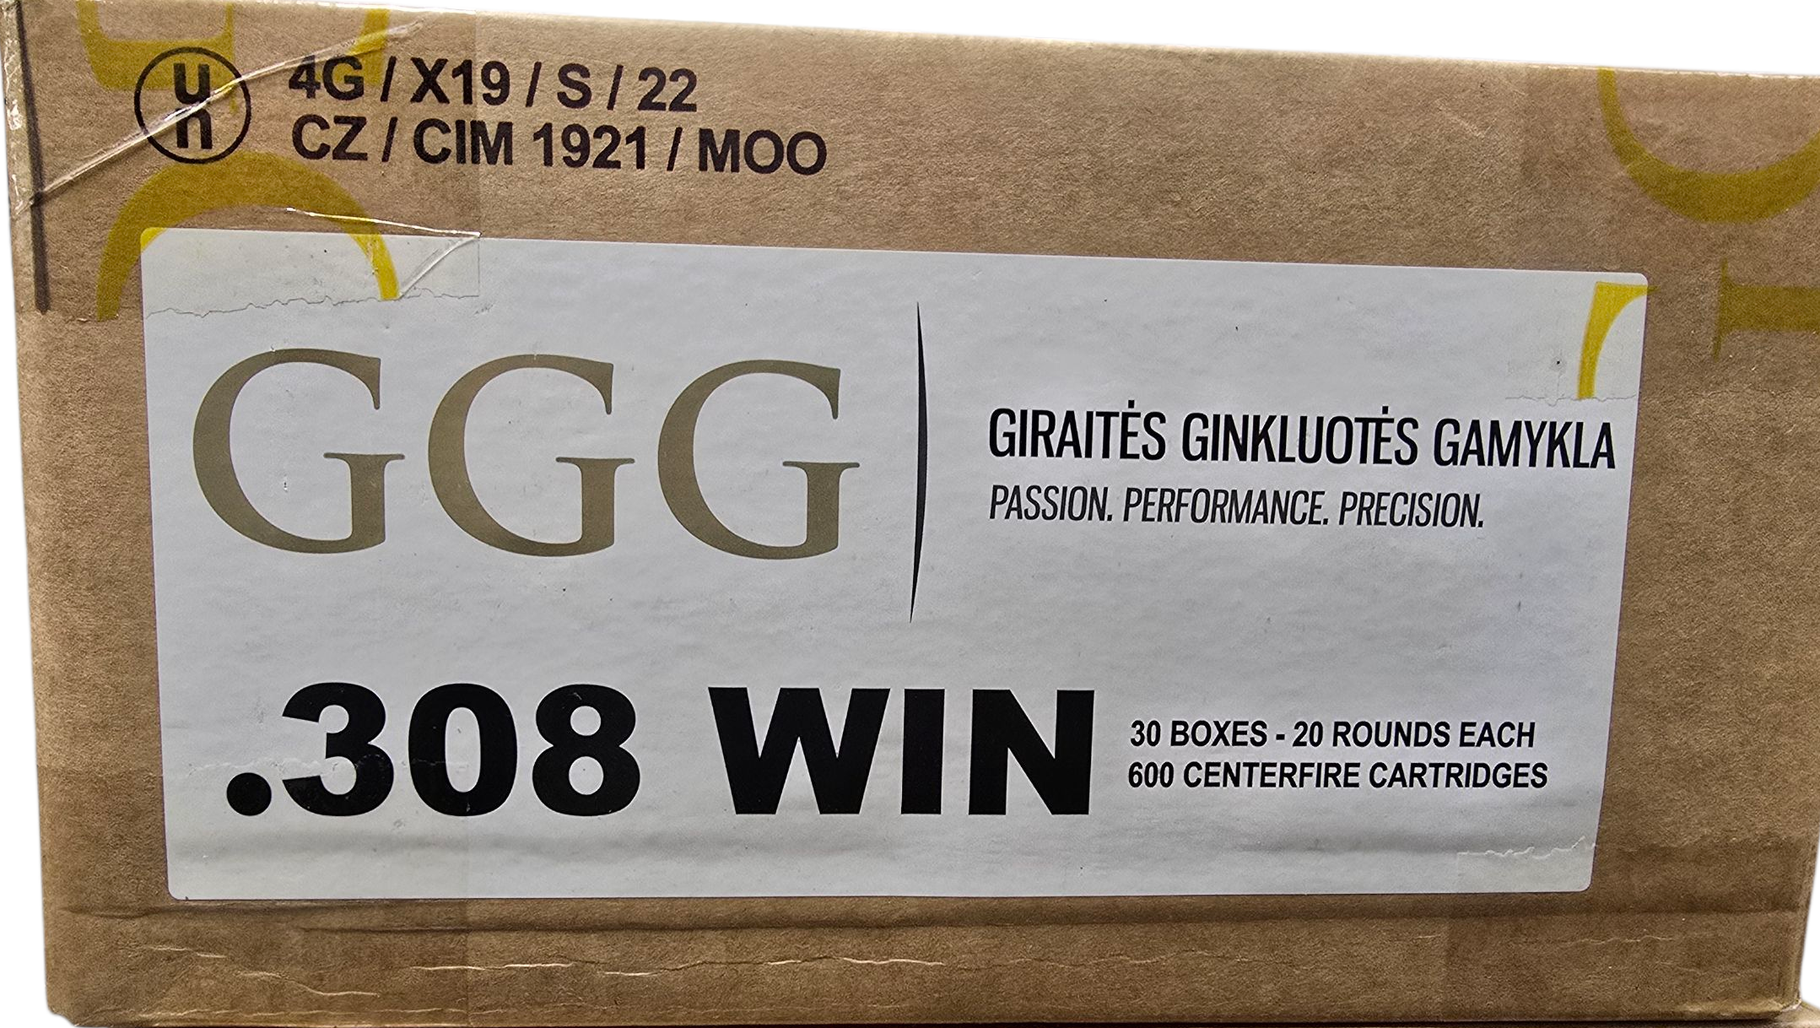 un
4G / X19 / S / 22
CZ / CIM 1921 / MOO
GGG
GIRAITĖS GINKLUOTĖS GAMYKLA
PASSION. PERFORMANCE. PRECISION.
.308 WIN
30 BOXES - 20 ROUNDS EACH
600 CENTERFIRE CARTRIDGES